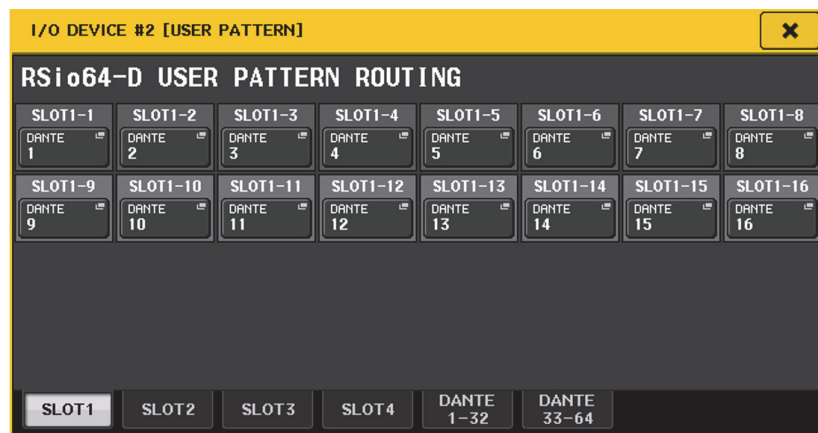 I/O DEVICE #2 [USER PATTERN]
RSio64-D USER PATTERN ROUTING
SLOT1-1 SLOT1-2 SLOT1-3 SLOT1-4 SLOT1-5 SLOT1-6 SLOT1-7 SLOT1-8
DANTE DANTE DANTE DANTE DANTE DANTE DANTE DANTE
1 2 3 4 5 6 7 8
SLOT1-9 SLOT1-10 SLOT1-11 SLOT1-12 SLOT1-13 SLOT1-14 SLOT1-15 SLOT1-16
DANTE DANTE DANTE DANTE DANTE DANTE DANTE DANTE
9 10 11 12 13 14 15 16
SLOT1 SLOT2 SLOT3 SLOT4 DANTE 1-32 DANTE 33-64